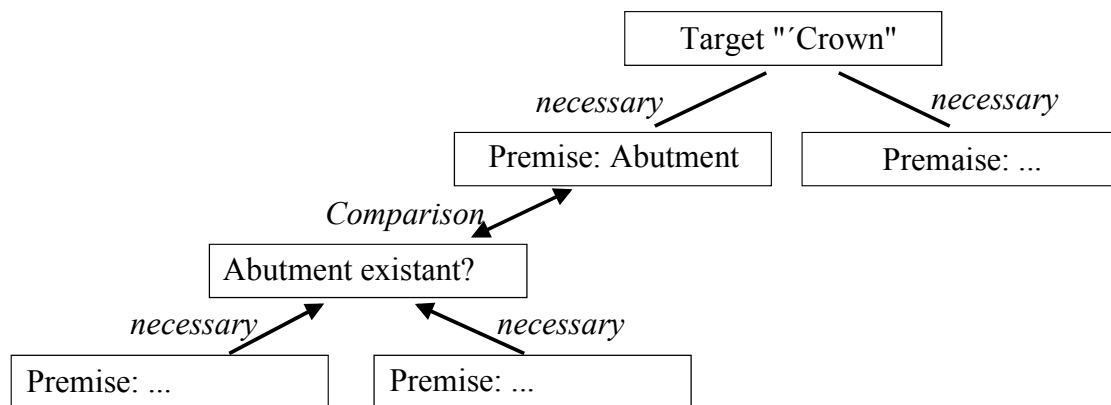 Target "´Crown"
necessary
necessary
Premise: Abutment
Premaise: ...
Comparison
Abutment existant?
necessary
necessary
Premise: ...
Premise: ...